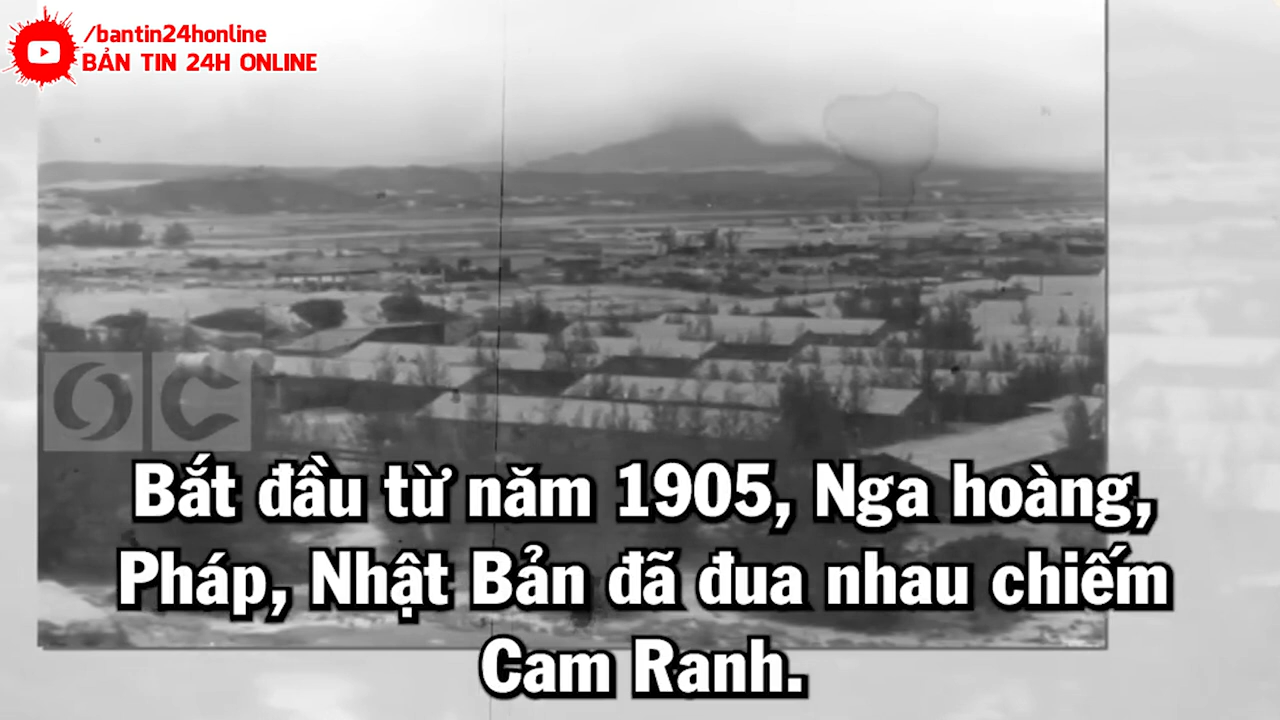 /bantin24honline
BẢN TIN 24H ONLINE
Bắt đầu từ năm 1905, Nga hoàng,
Pháp, Nhật Bản đã đua nhau chiếm
Cam Ranh.